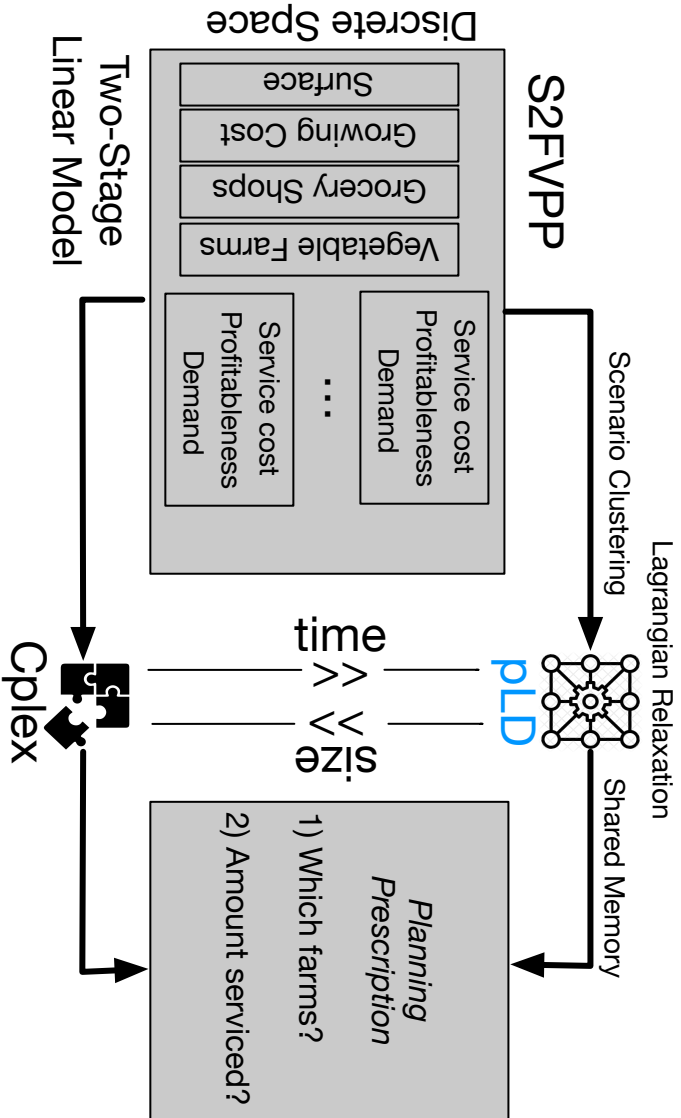 S2FVPP
Discrete Space
Surface
Growing Cost
Grocery Shops
Vegetable Farms
Service cost
Profitableness
Demand
...
Service cost
Profitableness
Demand
Two-Stage
Linear Model
Scenario Clustering
Lagrangian Relaxation
Shared Memory
pLD
time
<<
>>
size
Cplex
Planning
Prescription
1) Which farms?
2) Amount serviced?